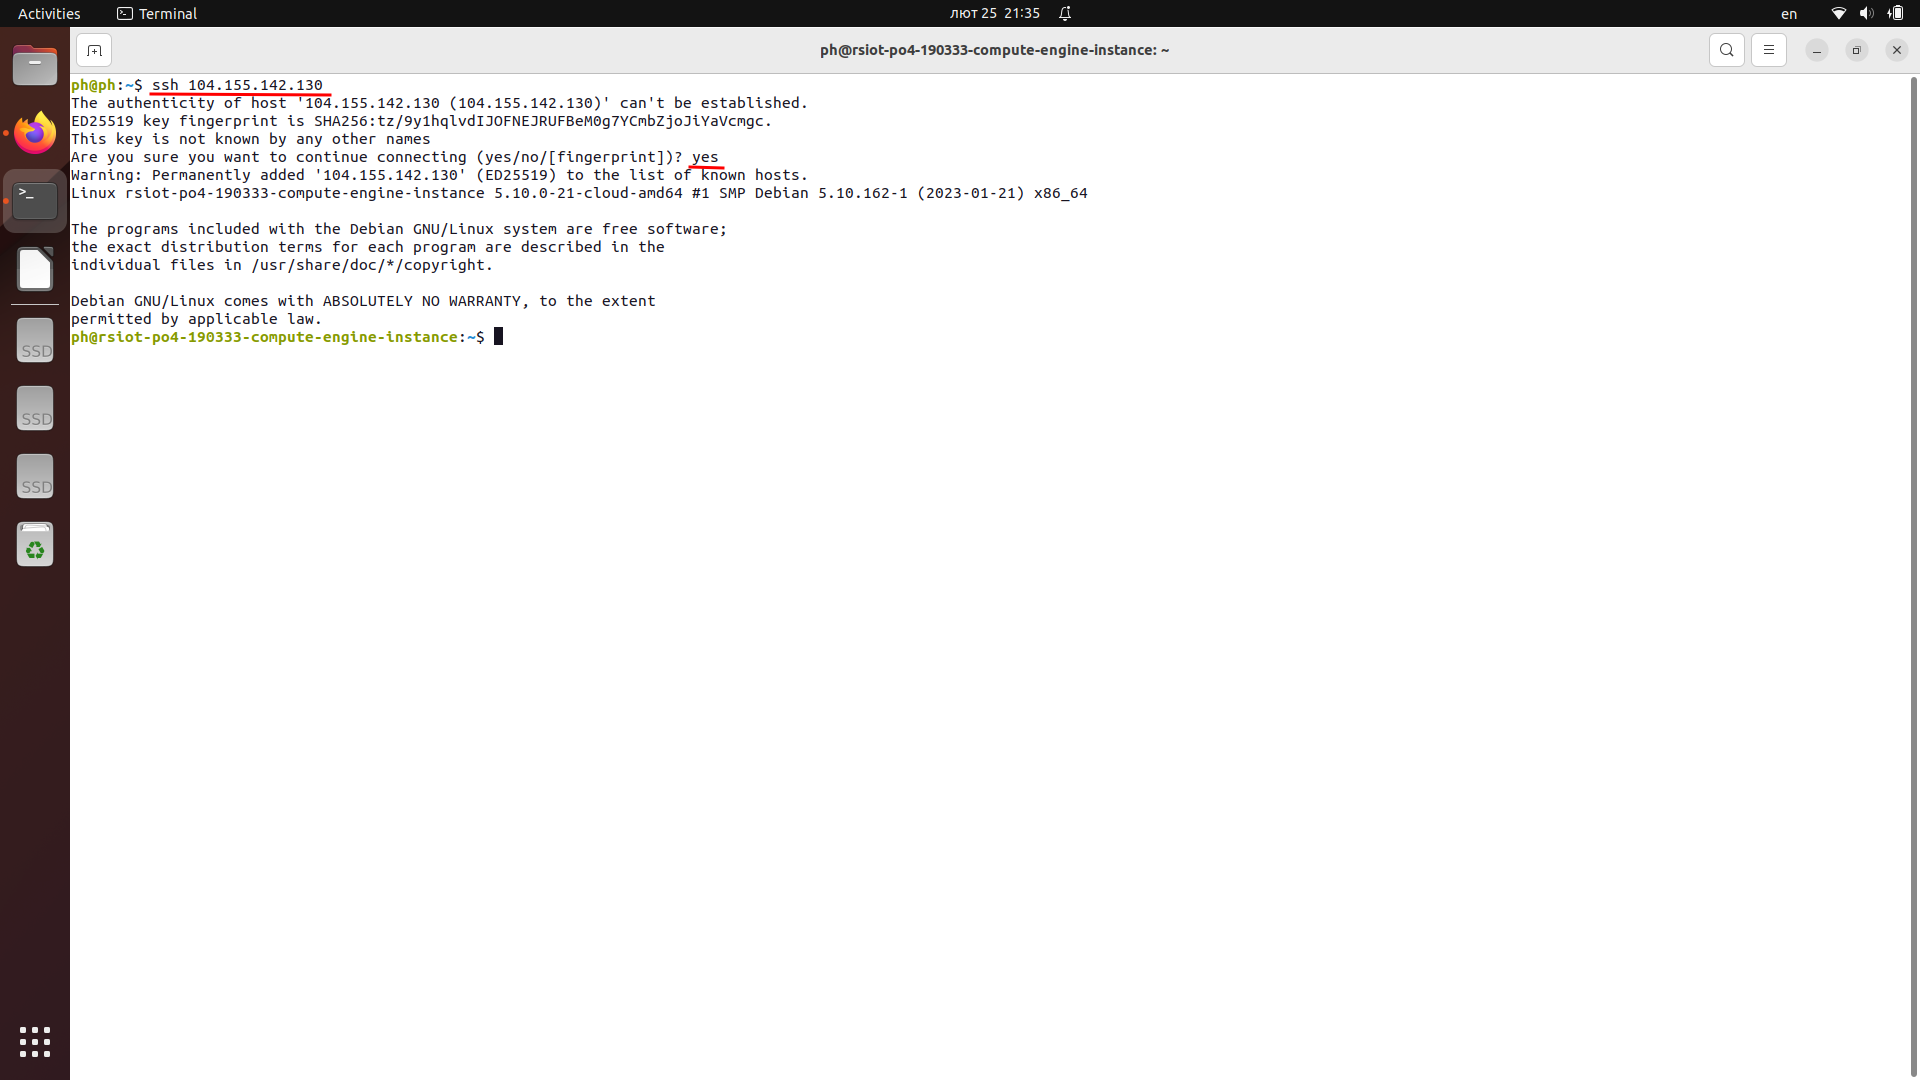 Activities Terminal лют 25 21:35 en
ph@rsiot-po4-190333-compute-engine-instance: ~
ph@ph:~$ ssh 104.155.142.130
The authenticity of host '104.155.142.130 (104.155.142.130)' can't be established.
ED25519 key fingerprint is SHA256:tz/9y1hqlvdIJOFNEJRUFBeM0g7YCmbZjoJiYaVcmgc.
This key is not known by any other names
Are you sure you want to continue connecting (yes/no/[fingerprint])? yes
Warning: Permanently added '104.155.142.130' (ED25519) to the list of known hosts.
Linux rsiot-po4-190333-compute-engine-instance 5.10.0-21-cloud-amd64 #1 SMP Debian 5.10.162-1 (2023-01-21) x86_64
The programs included with the Debian GNU/Linux system are free software;
the exact distribution terms for each program are described in the
individual files in /usr/share/doc/*/copyright.
Debian GNU/Linux comes with ABSOLUTELY NO WARRANTY, to the extent
permitted by applicable law.
ph@rsiot-po4-190333-compute-engine-instance:~$
SSD
SSD
SSD